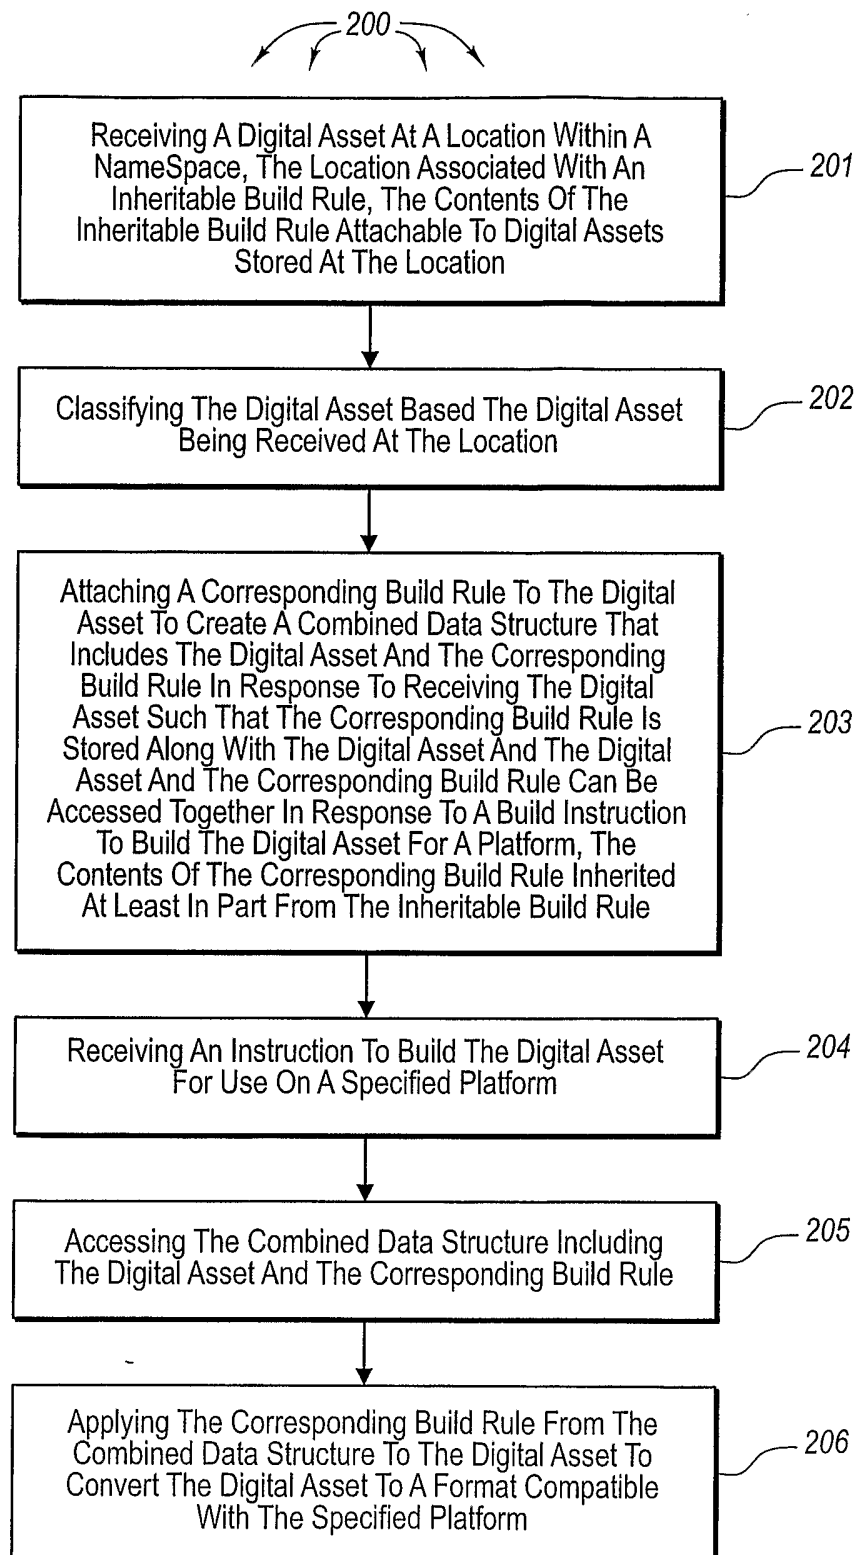 200
Receiving A Digital Asset At A Location Within A
NameSpace, The Location Associated With An
Inheritable Build Rule, The Contents Of The
Inheritable Build Rule Attachable To Digital Assets
Stored At The Location
201
Classifying The Digital Asset Based The Digital Asset
Being Received At The Location
202
Attaching A Corresponding Build Rule To The Digital
Asset To Create A Combined Data Structure That
Includes The Digital Asset And The Corresponding
Build Rule In Response To Receiving The Digital
Asset Such That The Corresponding Build Rule Is
Stored Along With The Digital Asset And The Digital
Asset And The Corresponding Build Rule Can Be
Accessed Together In Response To A Build Instruction
To Build The Digital Asset For A Platform, The
Contents Of The Corresponding Build Rule Inherited
At Least In Part From The Inheritable Build Rule
203
Receiving An Instruction To Build The Digital Asset
For Use On A Specified Platform
204
Accessing The Combined Data Structure Including
The Digital Asset And The Corresponding Build Rule
205
Applying The Corresponding Build Rule From The
Combined Data Structure To The Digital Asset To
Convert The Digital Asset To A Format Compatible
With The Specified Platform
206